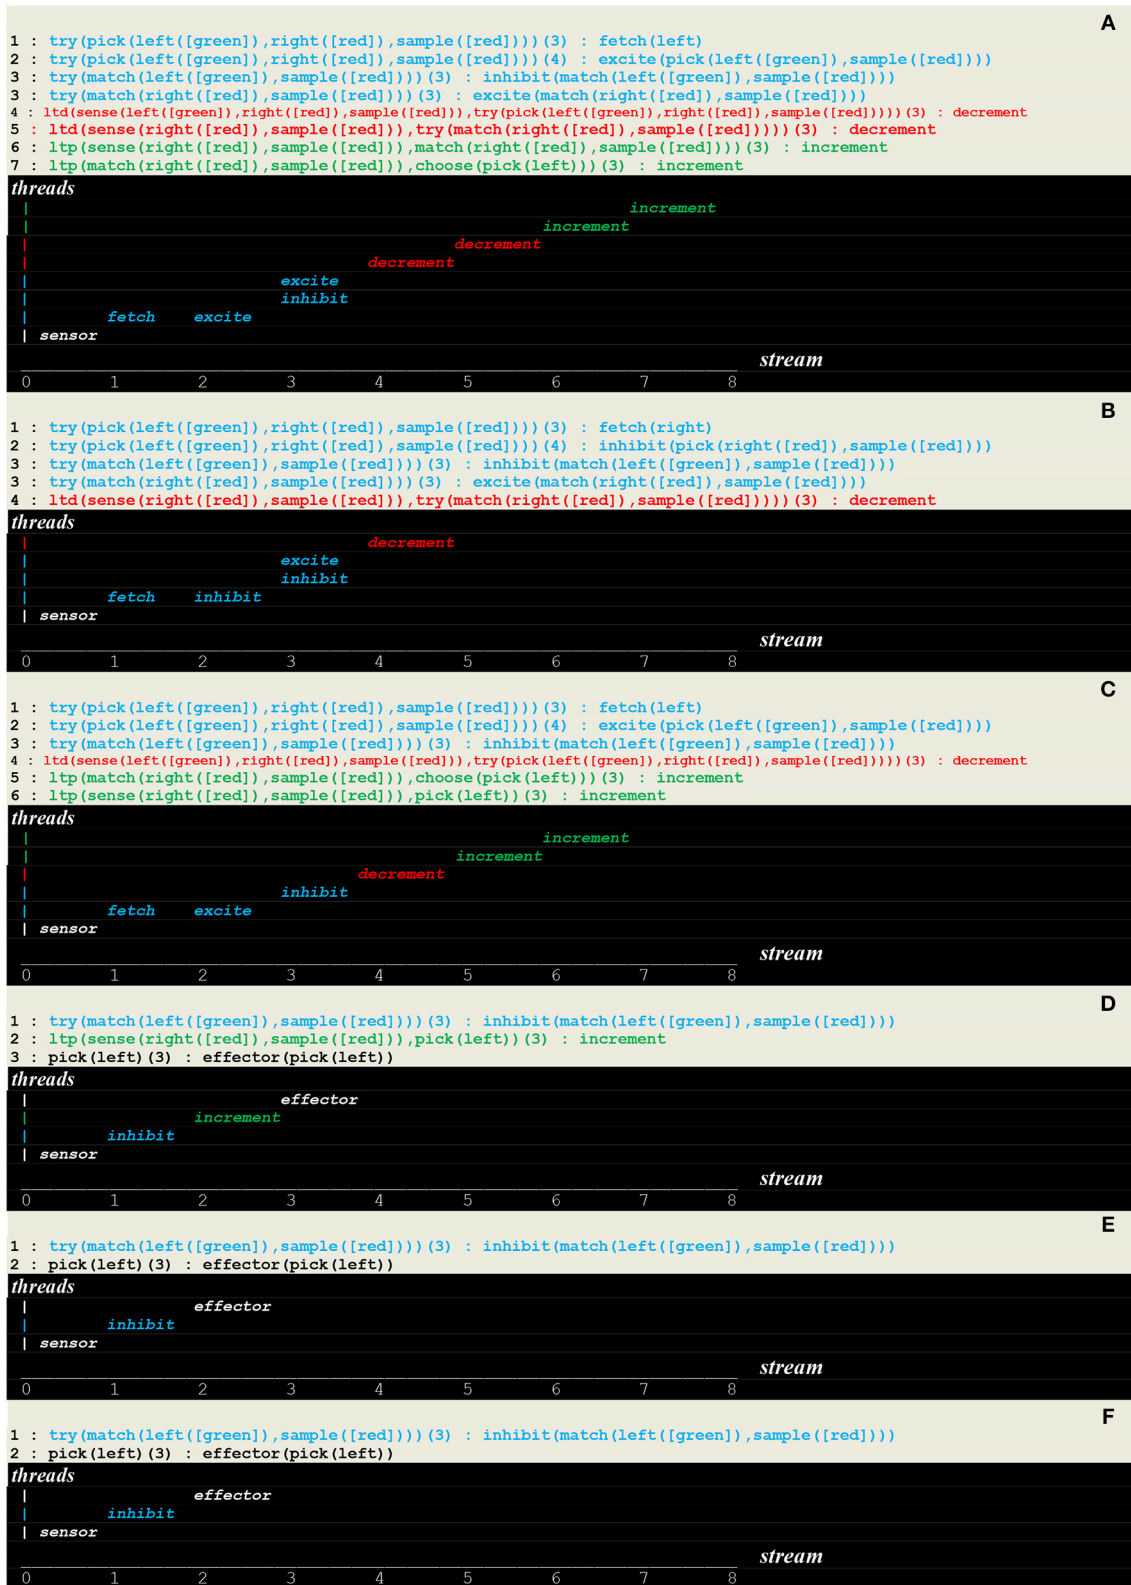 A
1 : try(pick(left([green]),right([red]),sample([red])))(3) : fetch(left)
2 : try(pick(left([green]),right([red]),sample([red])))(4) : excite(pick(left([green]),sample([red])))
3 : try(match(left([green]),sample([red])))(3) : inhibit(match(left([green]),sample([red])))
3 : try(match(right([red]),sample([red])))(3) : excite(match(right([red]),sample([red])))
4 : ltd(sense(left([green]),right([red]),sample([red])),try(pick(left([green]),right([red]),sample([red]))))(3) : decrement
5 : ltd(sense(right([red]),sample([red])),try(match(right([red]),sample([red]))))(3) : decrement
6 : ltp(sense(right([red]),sample([red])),match(right([red]),sample([red])))(3) : increment
7 : ltp(match(right([red]),sample([red])),choose(pick(left)))(3) : increment
threads
| increment
| increment
| decrement
| decrement
| excite
| inhibit
| fetch excite
| sensor
stream
0 1 2 3 4 5 6 7 8
B
1 : try(pick(left([green]),right([red]),sample([red])))(3) : fetch(right)
2 : try(pick(left([green]),right([red]),sample([red])))(4) : inhibit(pick(right([red]),sample([red])))
3 : try(match(left([green]),sample([red])))(3) : inhibit(match(left([green]),sample([red])))
3 : try(match(right([red]),sample([red])))(3) : excite(match(right([red]),sample([red])))
4 : ltd(sense(right([red]),sample([red])),try(match(right([red]),sample([red]))))(3) : decrement
threads
| decrement
| excite
| inhibit
| fetch inhibit
| sensor
stream
0 1 2 3 4 5 6 7 8
C
1 : try(pick(left([green]),right([red]),sample([red])))(3) : fetch(left)
2 : try(pick(left([green]),right([red]),sample([red])))(4) : excite(pick(left([green]),sample([red])))
3 : try(match(left([green]),sample([red])))(3) : inhibit(match(left([green]),sample([red])))
4 : ltd(sense(left([green]),right([red]),sample([red])),try(pick(left([green]),right([red]),sample([red]))))(3) : decrement
5 : ltp(match(right([red]),sample([red])),choose(pick(left)))(3) : increment
6 : ltp(sense(right([red]),sample([red])),pick(left))(3) : increment
threads
| increment
| increment
| decrement
| inhibit
| fetch excite
| sensor
stream
0 1 2 3 4 5 6 7 8
D
1 : try(match(left([green]),sample([red])))(3) : inhibit(match(left([green]),sample([red])))
2 : ltp(sense(right([red]),sample([red])),pick(left))(3) : increment
3 : pick(left)(3) : effector(pick(left))
threads
| effector
| increment
| inhibit
| sensor
stream
0 1 2 3 4 5 6 7 8
E
1 : try(match(left([green]),sample([red])))(3) : inhibit(match(left([green]),sample([red])))
2 : pick(left)(3) : effector(pick(left))
threads
| effector
| inhibit
| sensor
stream
0 1 2 3 4 5 6 7 8
F
1 : try(match(left([green]),sample([red])))(3) : inhibit(match(left([green]),sample([red])))
2 : pick(left)(3) : effector(pick(left))
threads
| effector
| inhibit
| sensor
stream
0 1 2 3 4 5 6 7 8